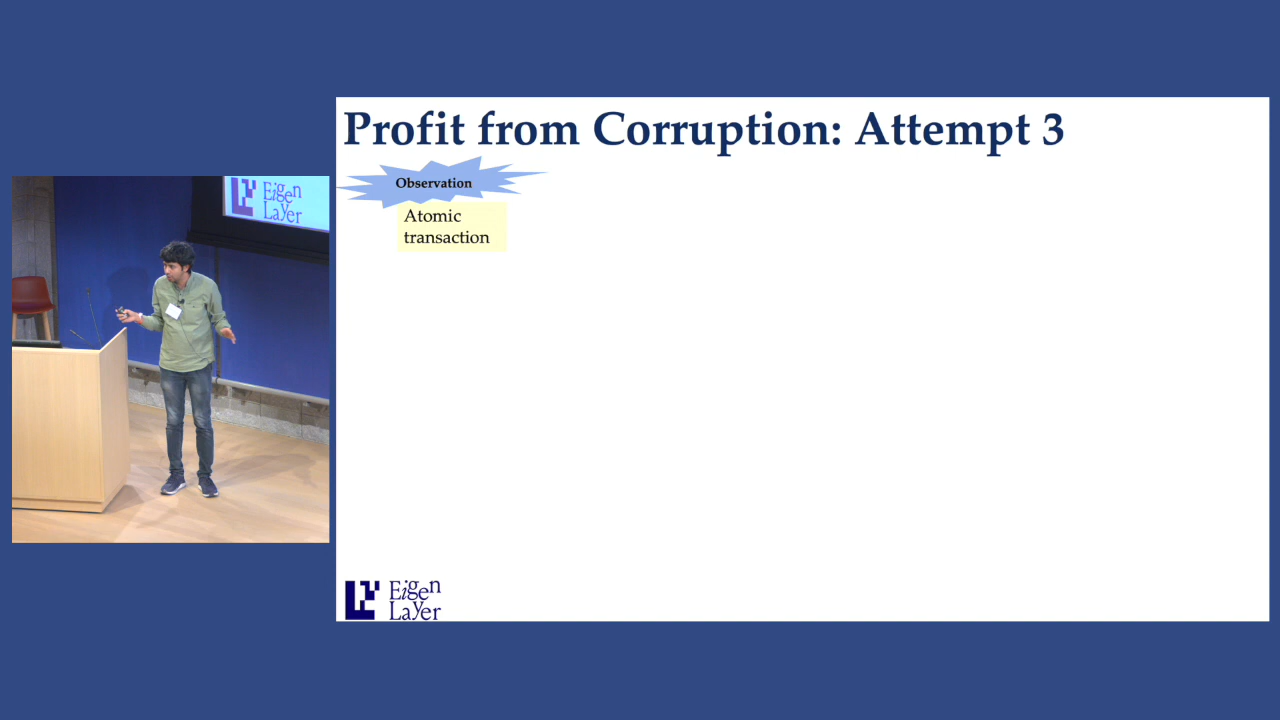 Profit from Corruption: Attempt 3
Observation
Atomic
transaction
Eigen
Layer
Eigen
Layer